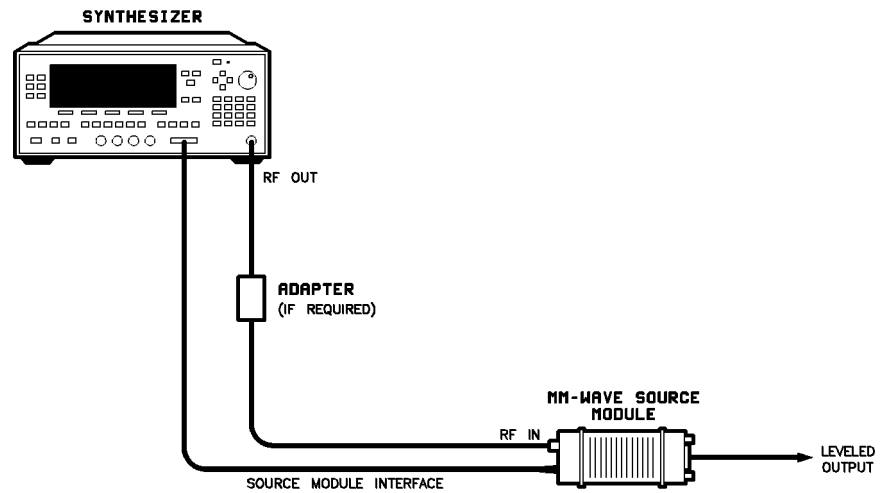 SYNTHESIZER
RF OUT
ADAPTER
(IF REQUIRED)
MM-WAVE SOURCE
MODULE
RF IN
LEVELED
OUTPUT
SOURCE MODULE INTERFACE